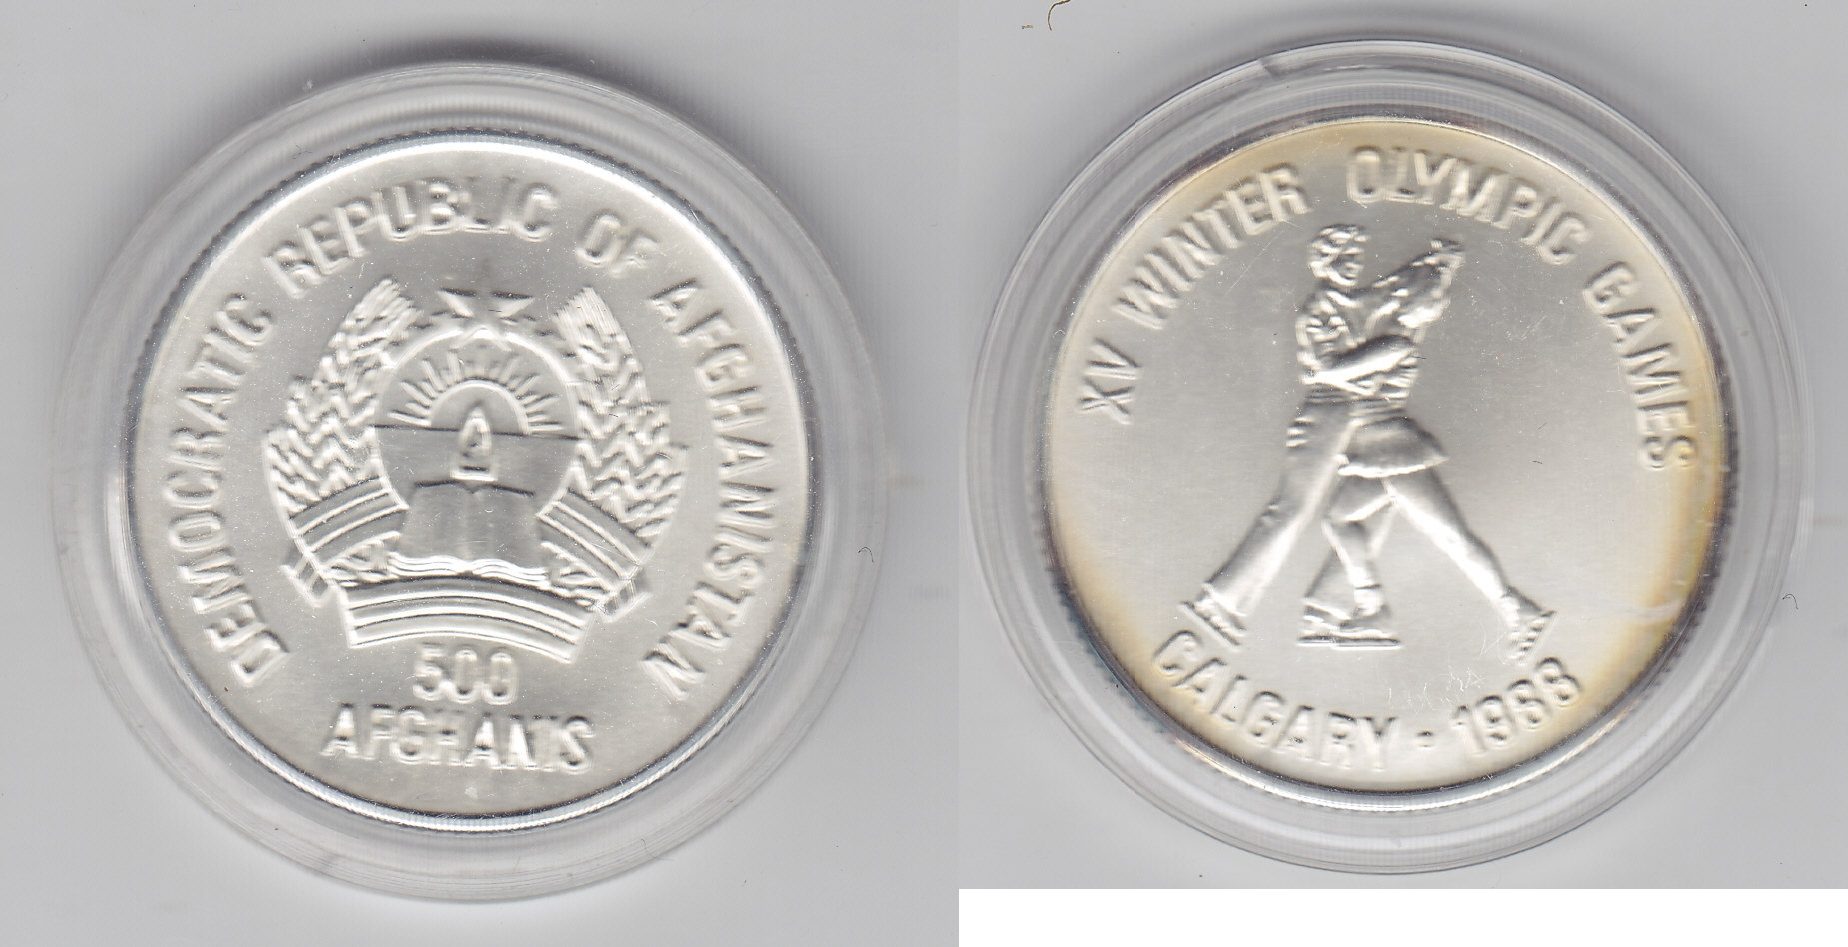 DEMOCRATIC REPUBLIC OF AFGHANISTAN
500
AFGHANIS
XV WINTER OLYMPIC GAMES
CALGARY - 1988